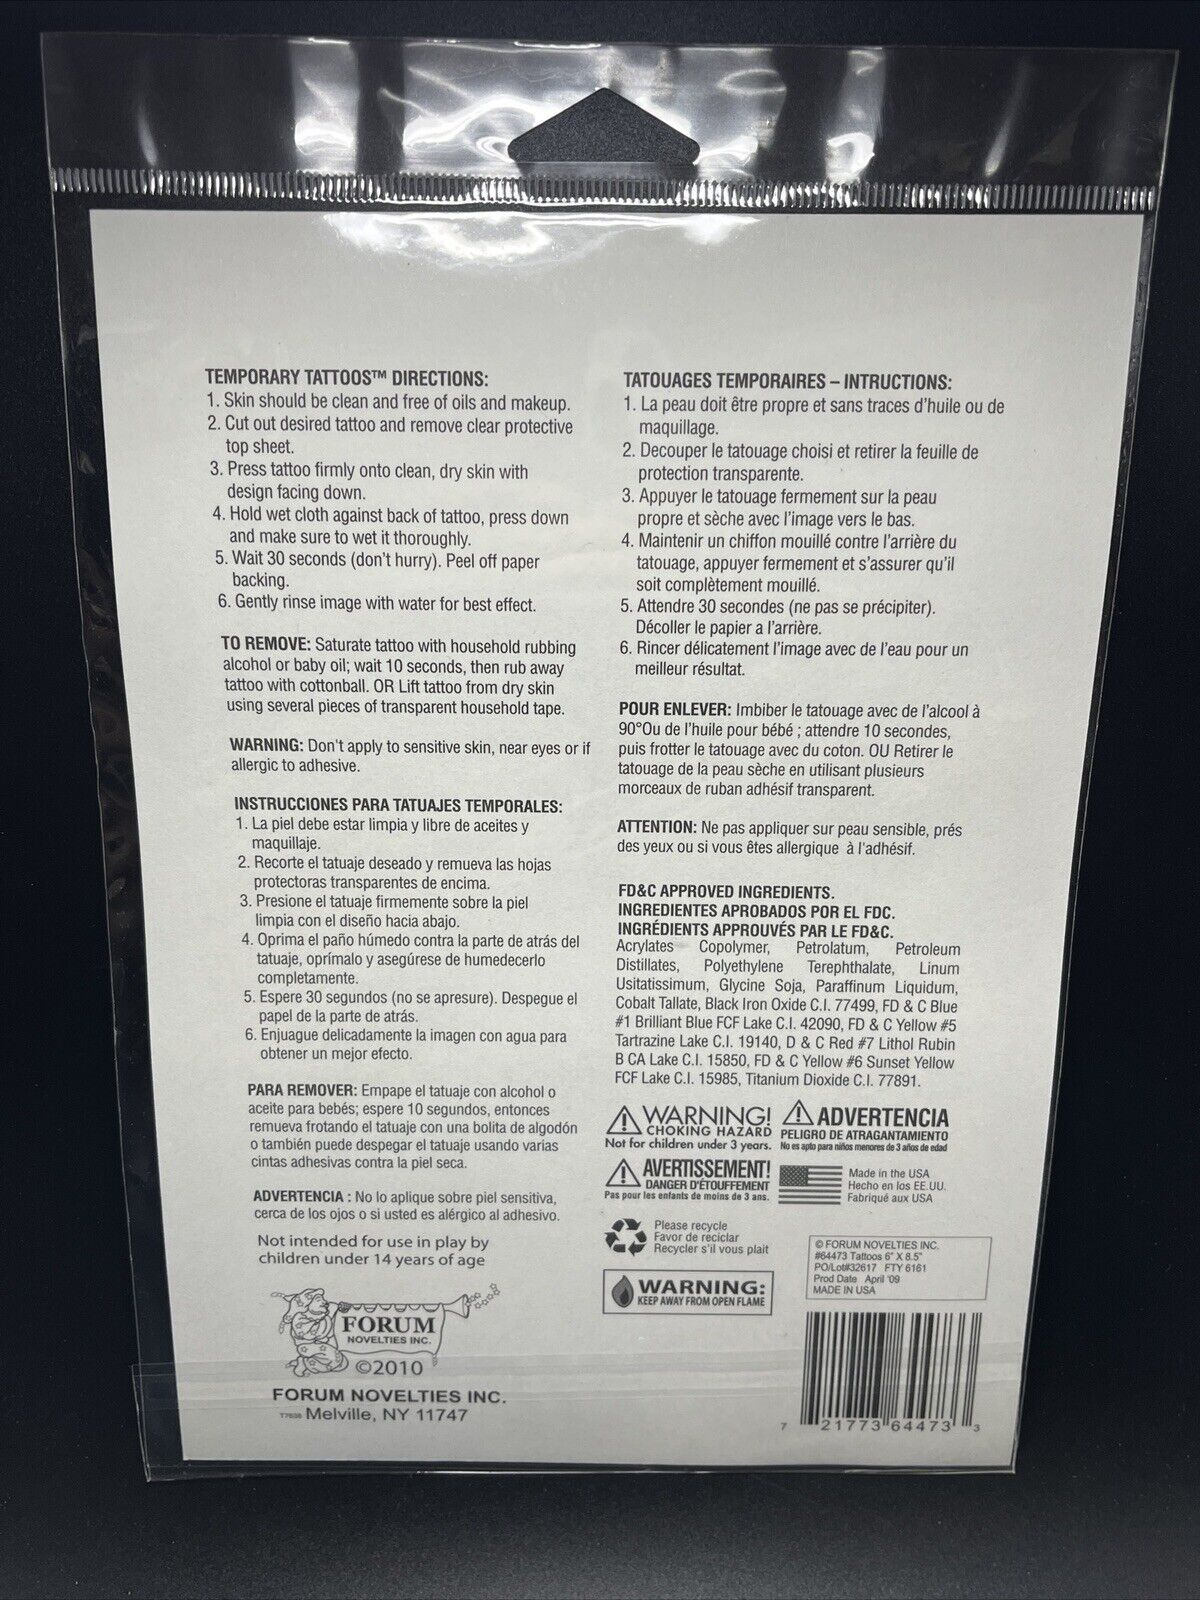 TEMPORARY TATTOOS™ DIRECTIONS:
1. Skin should be clean and free of oils and makeup.
2. Cut out desired tattoo and remove clear protective
top sheet.
3. Press tattoo firmly onto clean, dry skin with
design facing down.
4. Hold wet cloth against back of tattoo, press down
and make sure to wet it thoroughly.
5. Wait 30 seconds (don't hurry). Peel off paper
backing.
6. Gently rinse image with water for best effect.
TO REMOVE: Saturate tattoo with household rubbing
alcohol or baby oil; wait 10 seconds, then rub away
tattoo with cottonball. OR Lift tattoo from dry skin
using several pieces of transparent household tape.
WARNING: Don't apply to sensitive skin, near eyes or if
allergic to adhesive.
INSTRUCCIONES PARA TATUAJES TEMPORALES:
1. La piel debe estar limpia y libre de aceites y
maquillaje.
2. Recorte el tatuaje deseado y remueva las hojas
protectoras transparentes de encima.
3. Presione el tatuaje firmemente sobre la piel
limpia con el diseño hacia abajo.
4. Oprima el paño húmedo contra la parte de atrás del
tatuaje, oprímalo y asegúrese de humedecerlo
completamente.
5. Espere 30 segundos (no se apresure). Despegue el
papel de la parte de atrás.
6. Enjuague delicadamente la imagen con agua para
obtener un mejor efecto.
PARA REMOVER: Empape el tatuaje con alcohol o
aceite para bebés; espere 10 segundos, entonces
remueva frotando el tatuaje con una bolita de algodón
o también puede despegar el tatuaje usando varias
cintas adhesivas contra la piel seca.
ADVERTENCIA : No lo aplique sobre piel sensitiva,
cerca de los ojos o si usted es alérgico al adhesivo.
Not intended for use in play by
children under 14 years of age
FORUM
NOVELTIES INC.
©2010
FORUM NOVELTIES INC.
Melville, NY 11747
TATOUAGES TEMPORAIRES – INTRUCTIONS:
1. La peau doit être propre et sans traces d'huile ou de
maquillage.
2. Decouper le tatouage choisi et retirer la feuille de
protection transparente.
3. Appuyer le tatouage fermement sur la peau
propre et sèche avec l'image vers le bas.
4. Maintenir un chiffon mouillé contre l'arrière du
tatouage, appuyer fermement et s'assurer qu'il
soit complètement mouillé.
5. Attendre 30 secondes (ne pas se précipiter).
Décoller le papier a l'arrière.
6. Rincer délicatement l'image avec de l'eau pour un
meilleur résultat.
POUR ENLEVER: Imbiber le tatouage avec de l'alcool à
90°Ou de l'huile pour bébé ; attendre 10 secondes,
puis frotter le tatouage avec du coton. OU Retirer le
tatouage de la peau sèche en utilisant plusieurs
morceaux de ruban adhésif transparent.
ATTENTION: Ne pas appliquer sur peau sensible, prés
des yeux ou si vous êtes allergique à l'adhésif.
FD&C APPROVED INGREDIENTS.
INGREDIENTES APROBADOS POR EL FDC.
INGRÉDIENTS APPROUVÉS PAR LE FD&C.
Acrylates Copolymer, Petrolatum, Petroleum
Distillates, Polyethylene Terephthalate, Linum
Usitatissimum, Glycine Soja, Paraffinum Liquidum,
Cobalt Tallate, Black Iron Oxide C.I. 77499, FD & C Blue
#1 Brilliant Blue FCF Lake C.I. 42090, FD & C Yellow #5
Tartrazine Lake C.I. 19140, D & C Red #7 Lithol Rubin
B CA Lake C.I. 15850, FD & C Yellow #6 Sunset Yellow
FCF Lake C.I. 15985, Titanium Dioxide C.I. 77891.
WARNING!
CHOKING HAZARD
Not for children under 3 years.
ADVERTENCIA
PELIGRO DE ATRAGANTAMIENTO
No es apto para niños menores de 3 años de edad
AVERTISSEMENT!
DANGER D'ÉTOUFFEMENT
Pas pour les enfants de moins de 3 ans.
Made in the USA
Hecho en los EE.UU.
Fabriqué aux USA
Please recycle
Favor de reciclar
Recycler s'il vous plait
WARNING:
KEEP AWAY FROM OPEN FLAME
© FORUM NOVELTIES INC.
#64473 Tattoos 6" X 8.5"
PO/Lot#32617 FTY 6161
Prod Date April '09
MADE IN USA
7 21773 64473 3